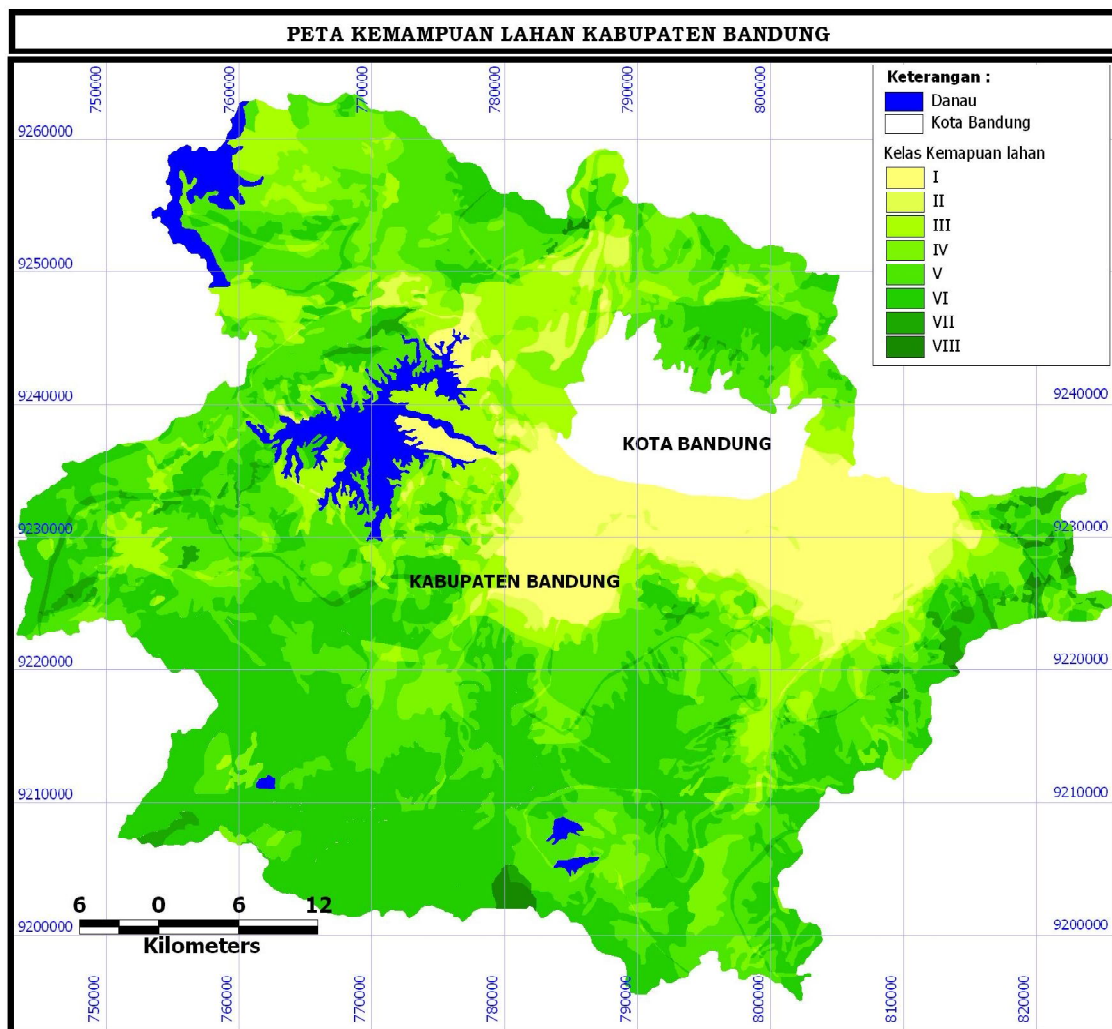 PETA KEMAMPUAN LAHAN KABUPATEN BANDUNG
750000 760000 770000 780000 790000 800000
Keterangan :
Danau
Kota Bandung
Kelas Kemapuan lahan
I
II
III
IV
V
VI
VII
VIII
9260000
9250000
9240000 9240000
KOTA BANDUNG
9230000 9230000
KABUPATEN BANDUNG
9220000 9220000
9210000 9210000
6 0 6 12
Kilometers
9200000 9200000
750000 760000 770000 780000 790000 800000 810000 820000